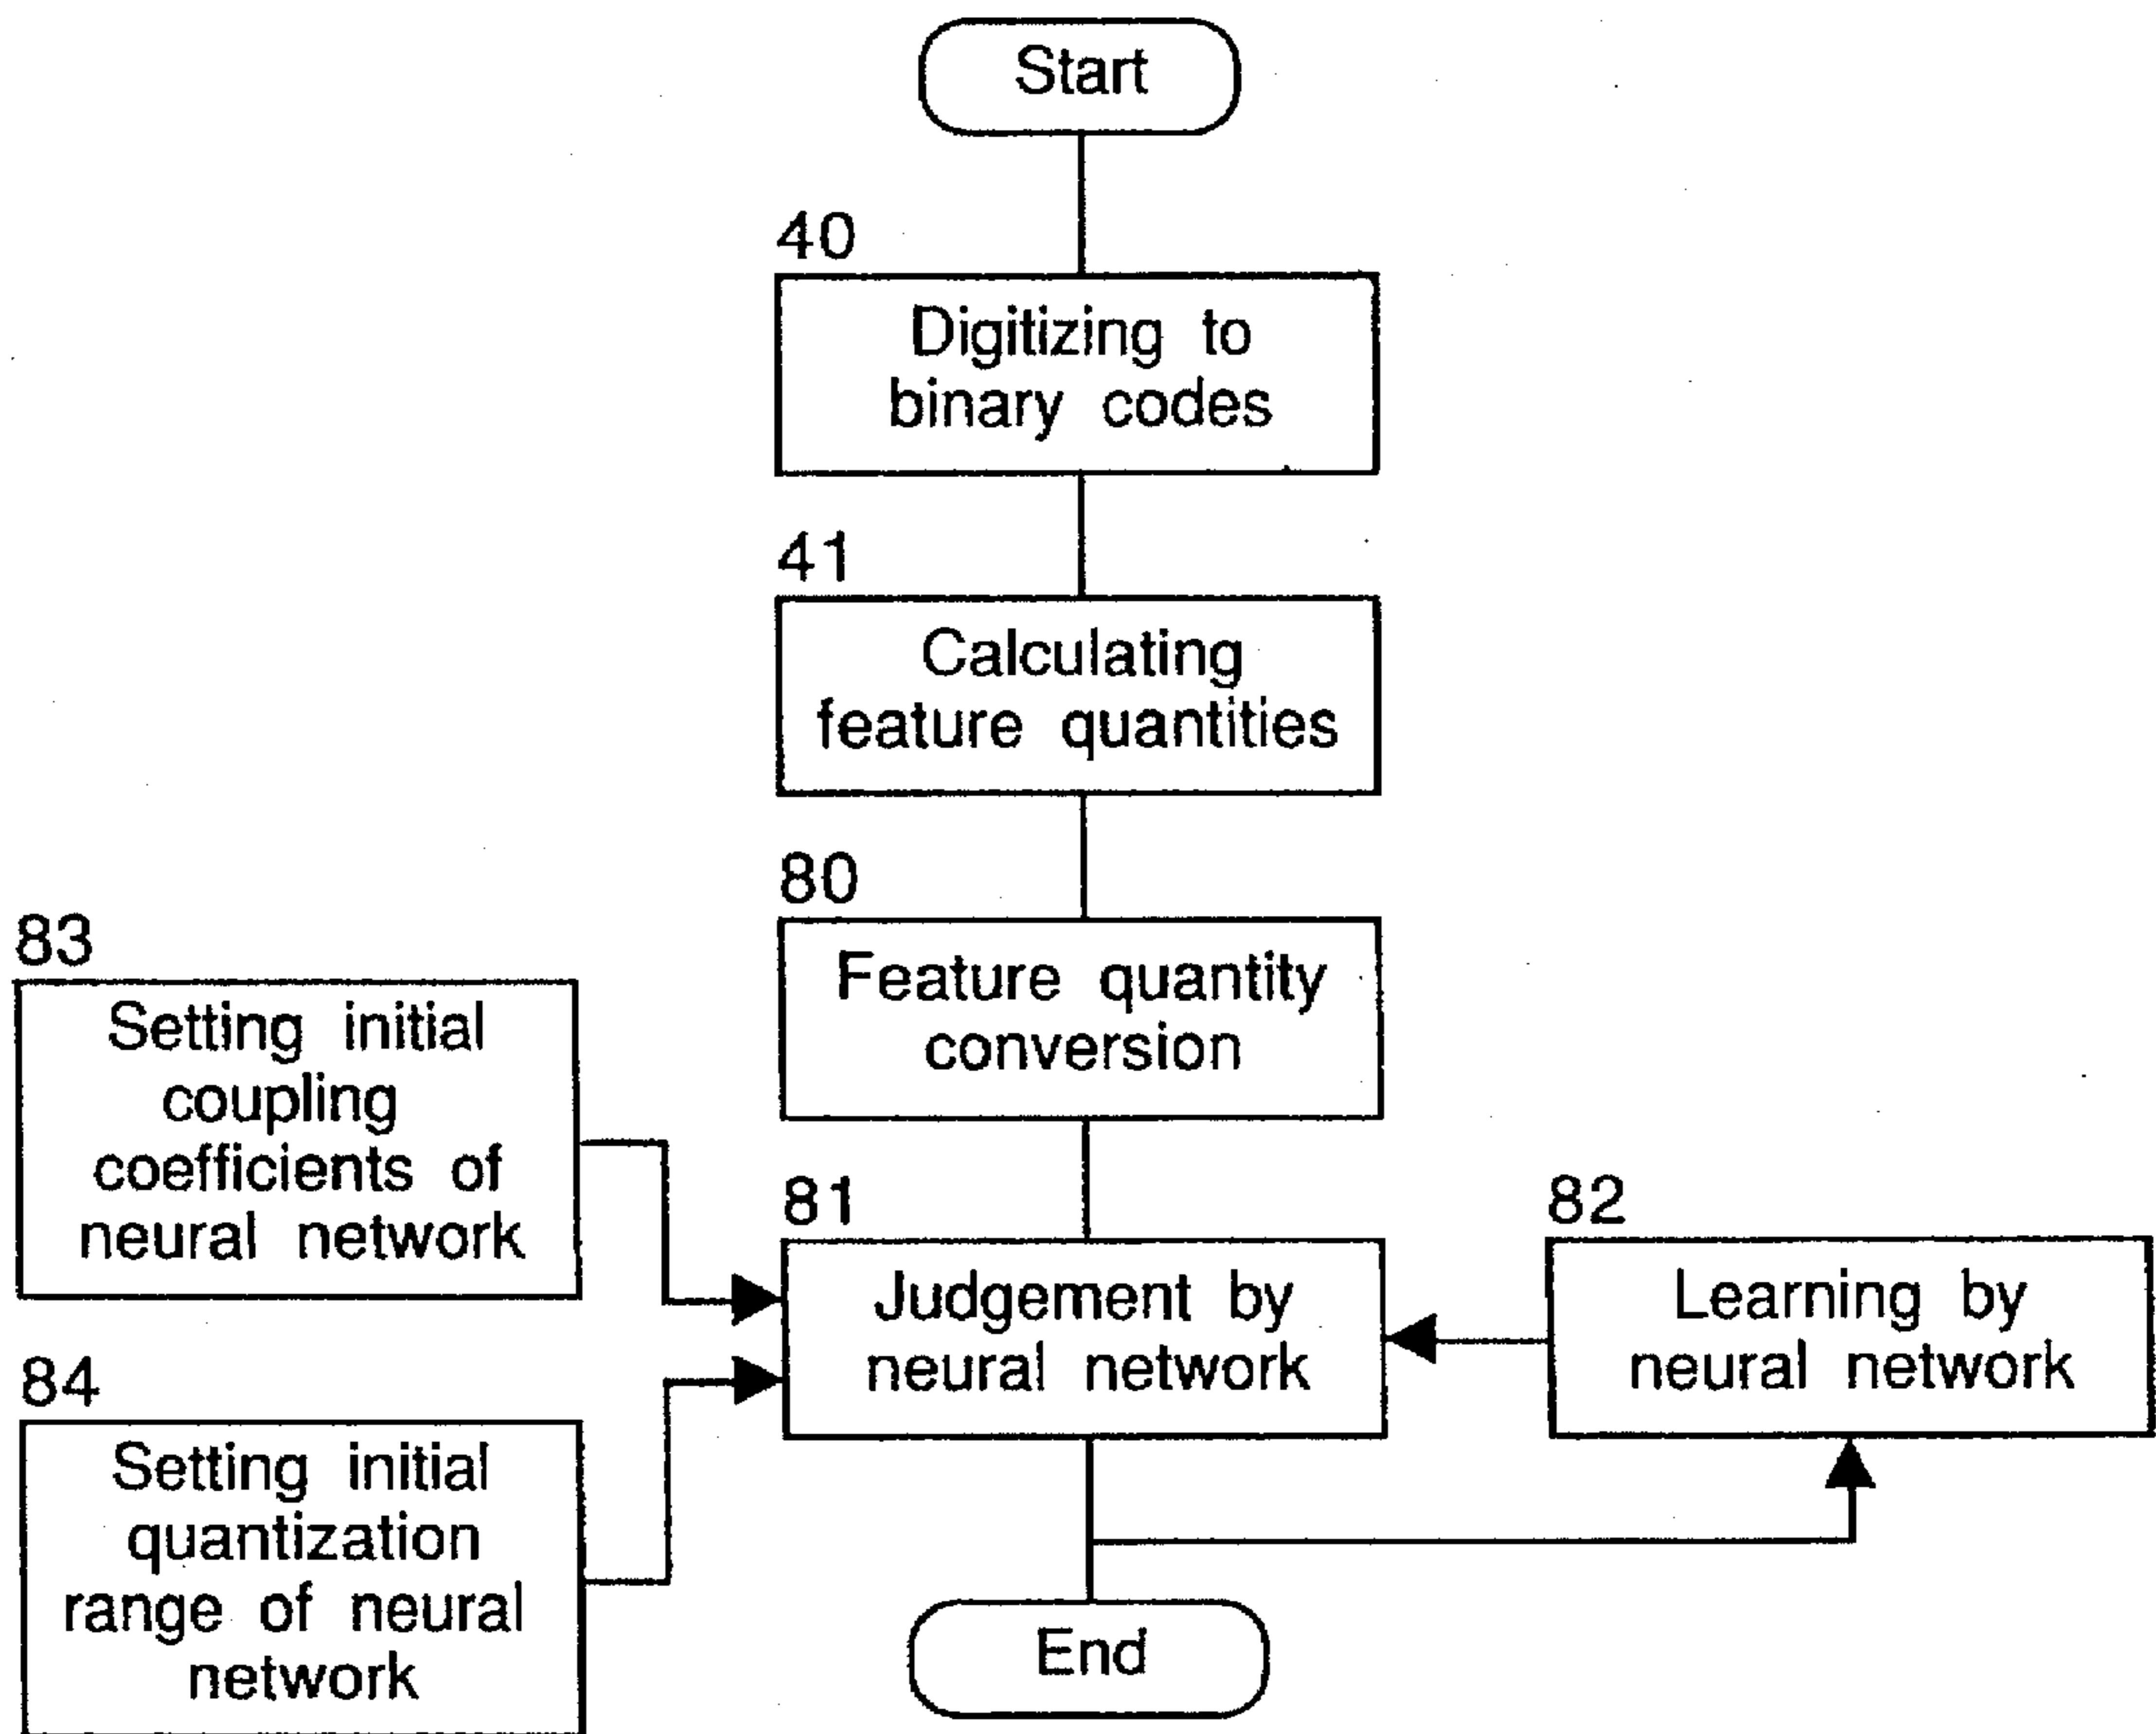 Start
40
Digitizing to
binary codes
41
Calculating
feature quantities
80
Feature quantity
conversion
83
Setting initial
coupling
coefficients of
neural network
81
Judgement by
neural network
82
Learning by
neural network
84
Setting initial
quantization
range of neural
network
End